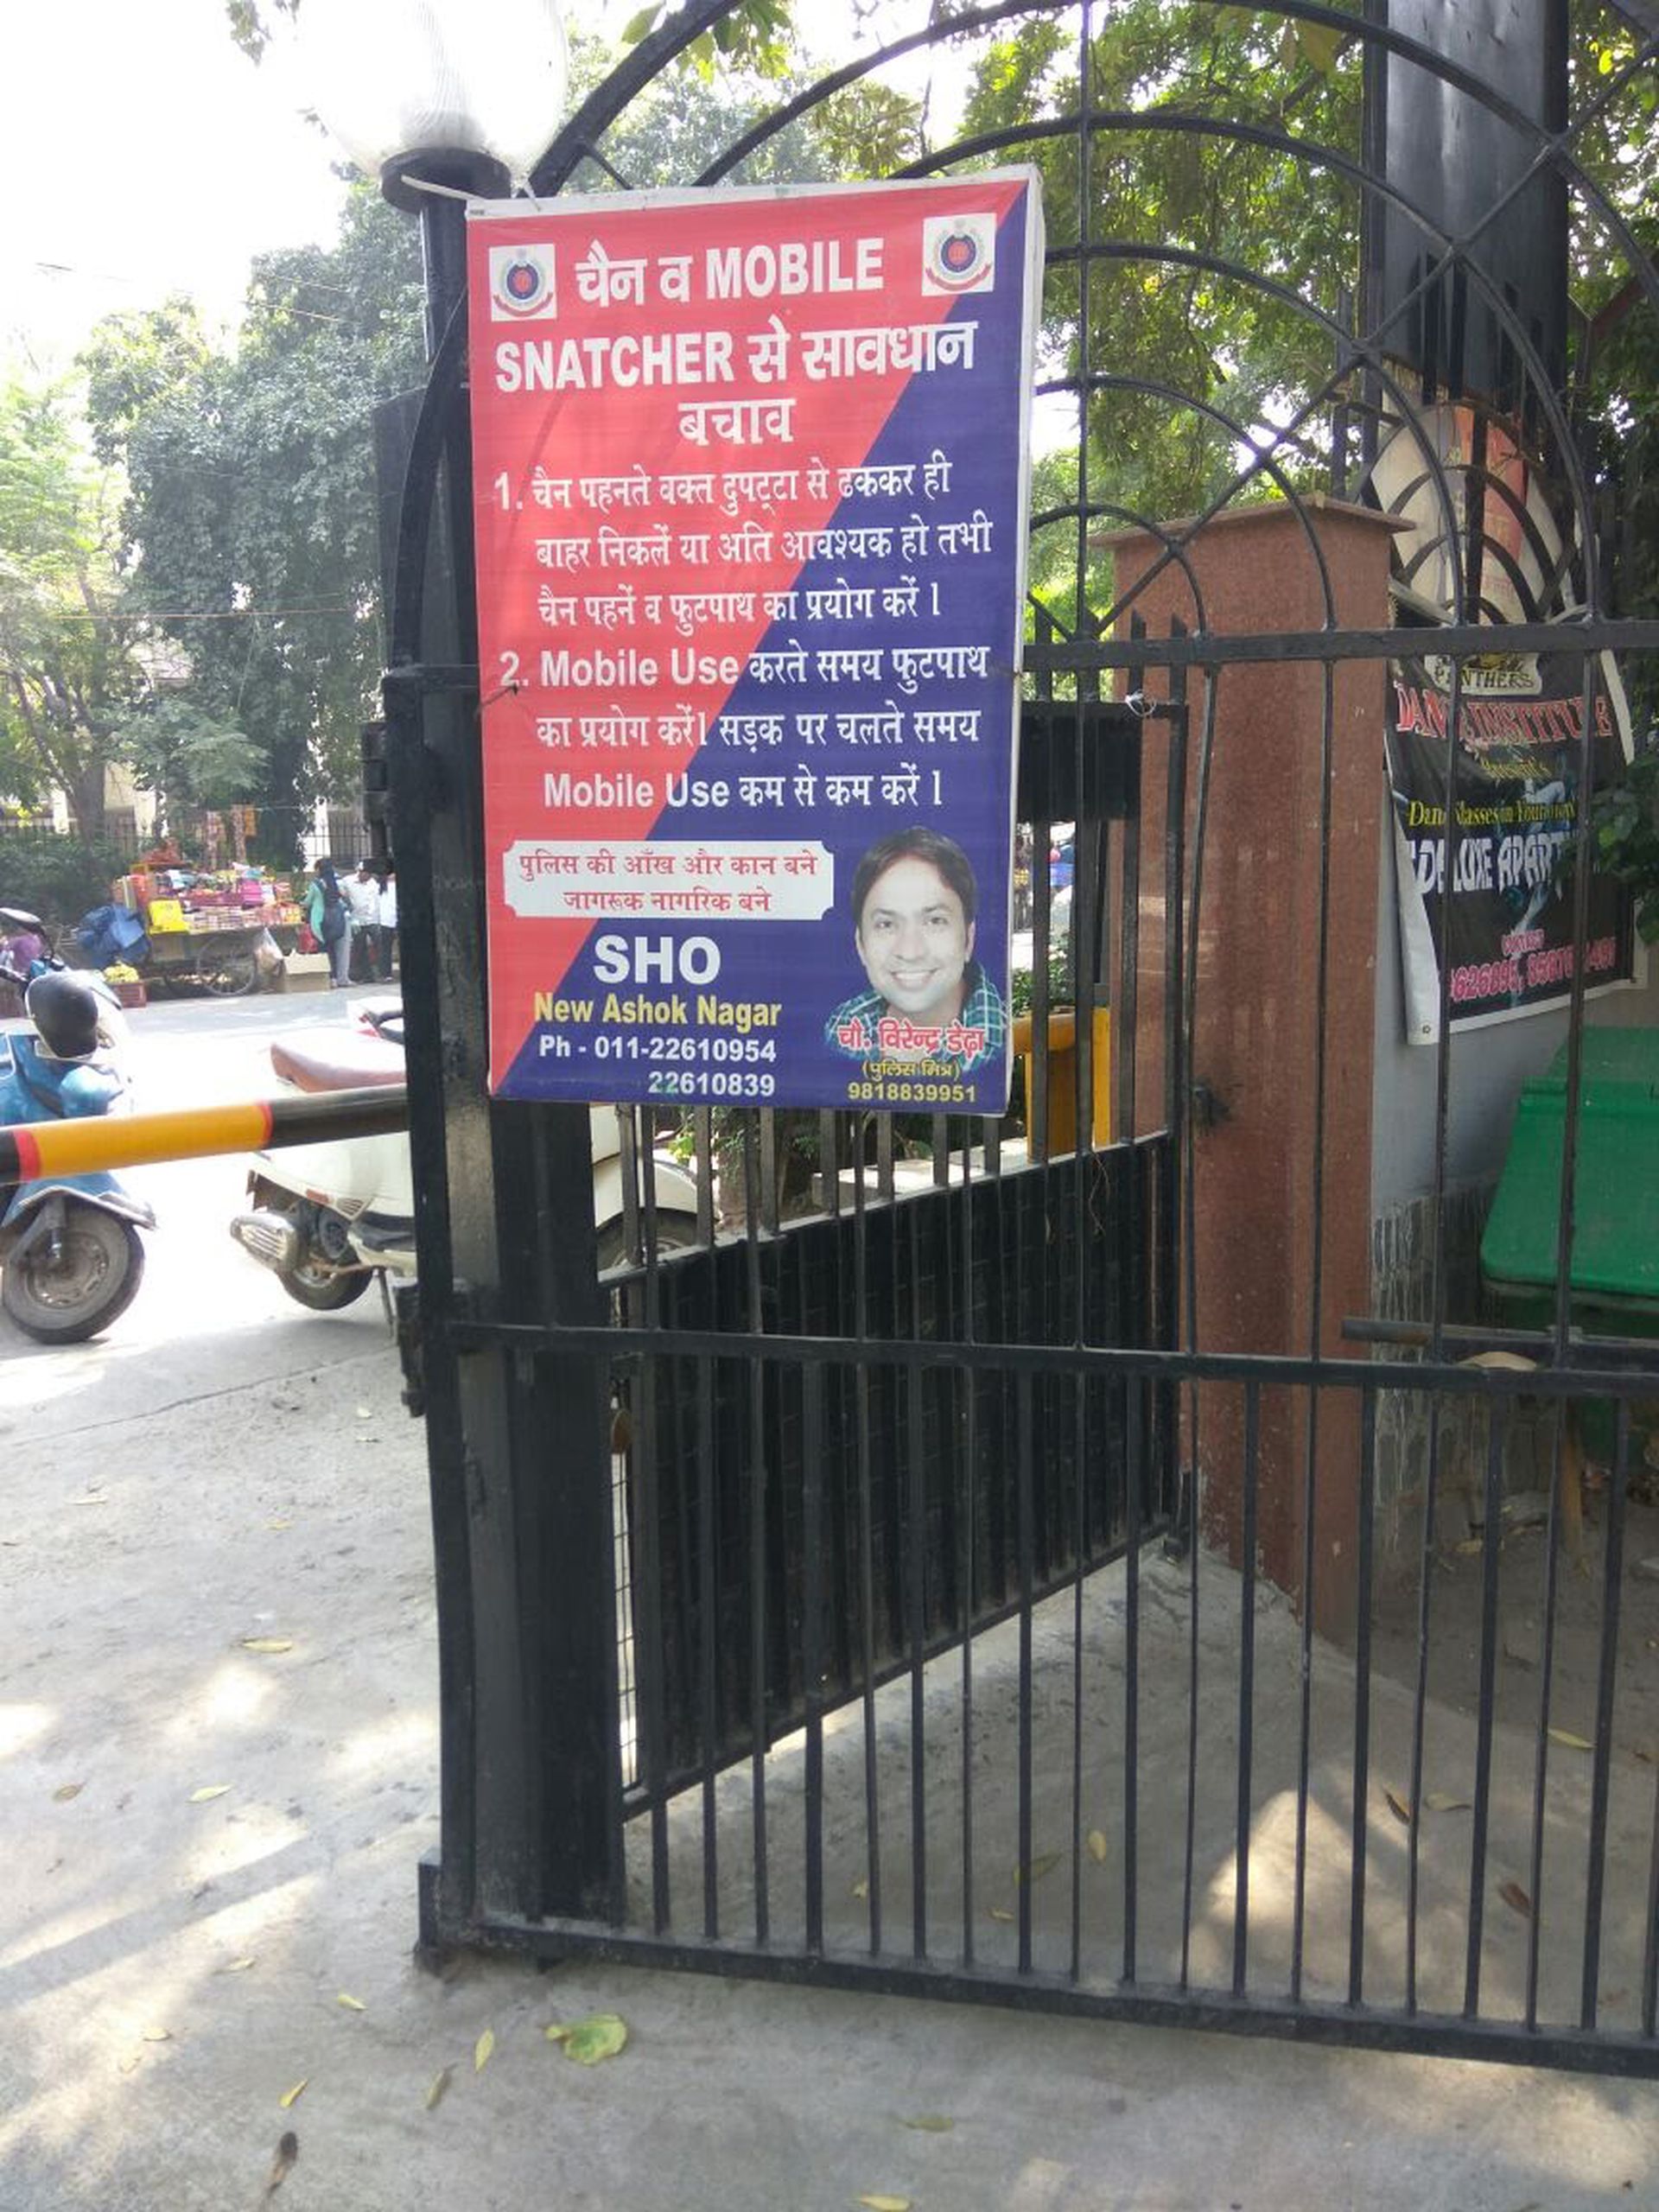 चैन व MOBILE
SNATCHER से सावधान
बचाव
1. चैन पहनते वक्त दुपट्टा से ढककर ही
बाहर निकलें या अति आवश्यक हो तभी
चैन पहनें व फुटपाथ का प्रयोग करें l
2. Mobile Use करते समय फुटपाथ
का प्रयोग करें। सड़क पर चलते समय
Mobile Use कम से कम करें l
पुलिस की आँख और कान बने
जागरूक नागरिक बने
SHO
New Ashok Nagar
Ph - 011-22610954
22610839
चौ. विरेन्द्र डेढ़ा
(पुलिस मित्र)
9818839951
PANTHERS
DANCE INSTITUTE
Classes in Your